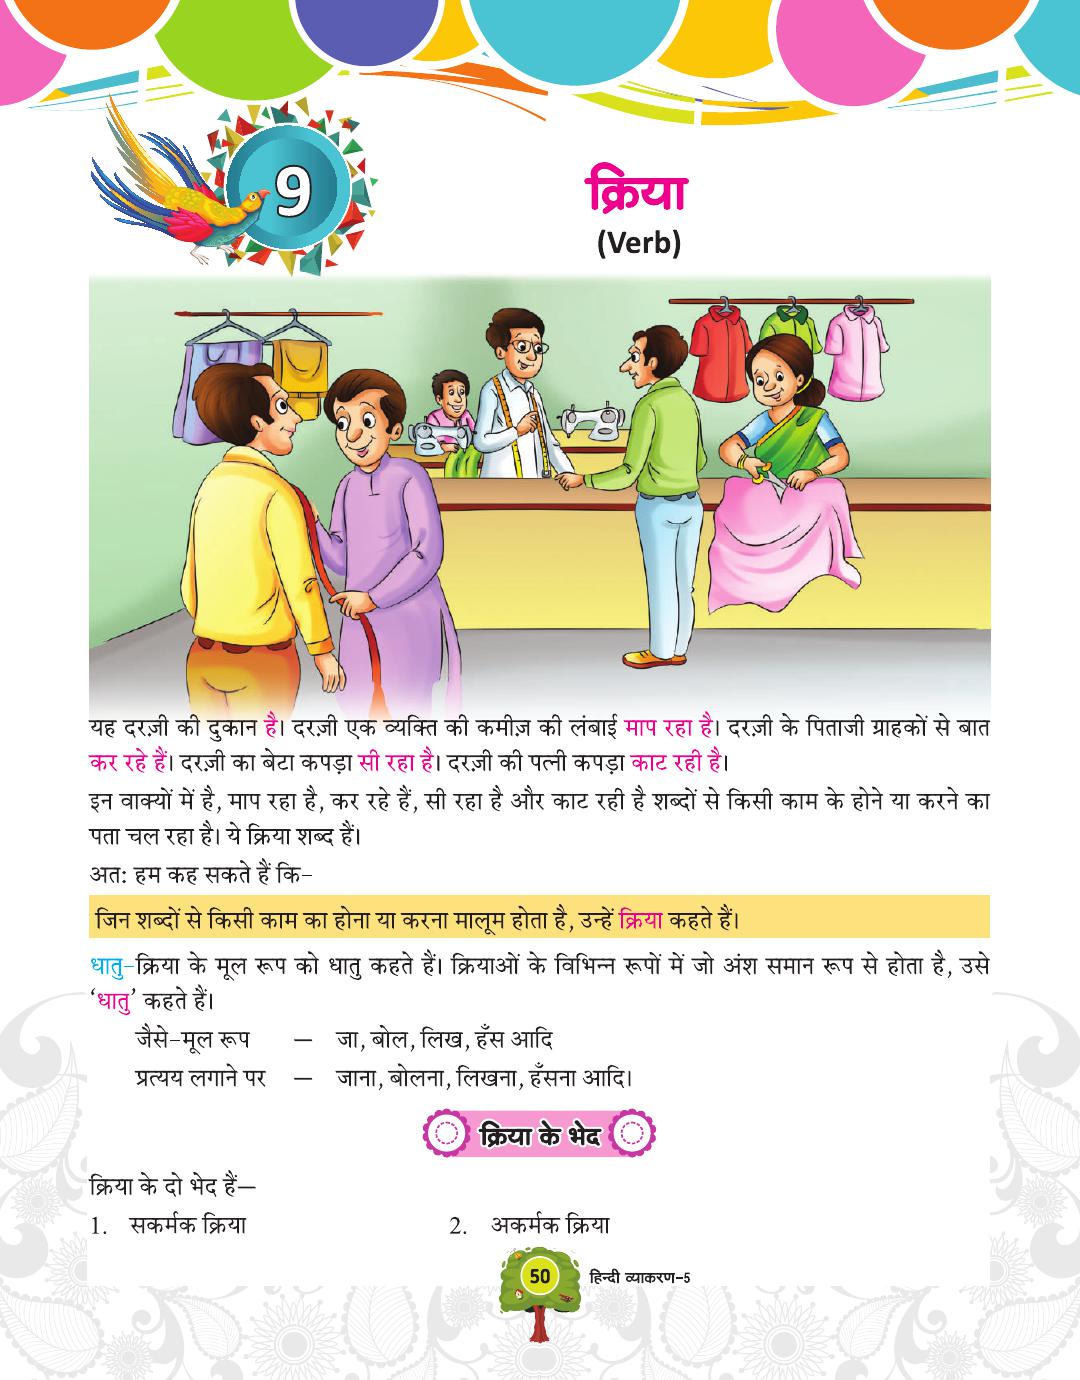 9
क्रिया
(Verb)
यह दरज़ी की दुकान है। दरज़ी एक व्यक्ति की कमीज़ की लंबाई माप रहा है। दरज़ी के पिताजी ग्राहकों से बात
कर रहे हैं। दरज़ी का बेटा कपड़ा सी रहा है। दरज़ी की पत्नी कपड़ा काट रही है।
इन वाक्यों में है, माप रहा है, कर रहे हैं, सी रहा है और काट रही है शब्दों से किसी काम के होने या करने का
पता चल रहा है। ये क्रिया शब्द हैं।
अत: हम कह सकते हैं कि–
जिन शब्दों से किसी काम का होना या करना मालूम होता है, उन्हें क्रिया कहते हैं।
धातु–क्रिया के मूल रूप को धातु कहते हैं। क्रियाओं के विभिन्न रूपों में जो अंश समान रूप से होता है, उसे
‘धातु’ कहते हैं।
जैसे–मूल रूप — जा, बोल, लिख, हँस आदि
प्रत्यय लगाने पर — जाना, बोलना, लिखना, हँसना आदि।
क्रिया के भेद
क्रिया के दो भेद हैं—
1. सकर्मक क्रिया 2. अकर्मक क्रिया
50 हिन्दी व्याकरण–5